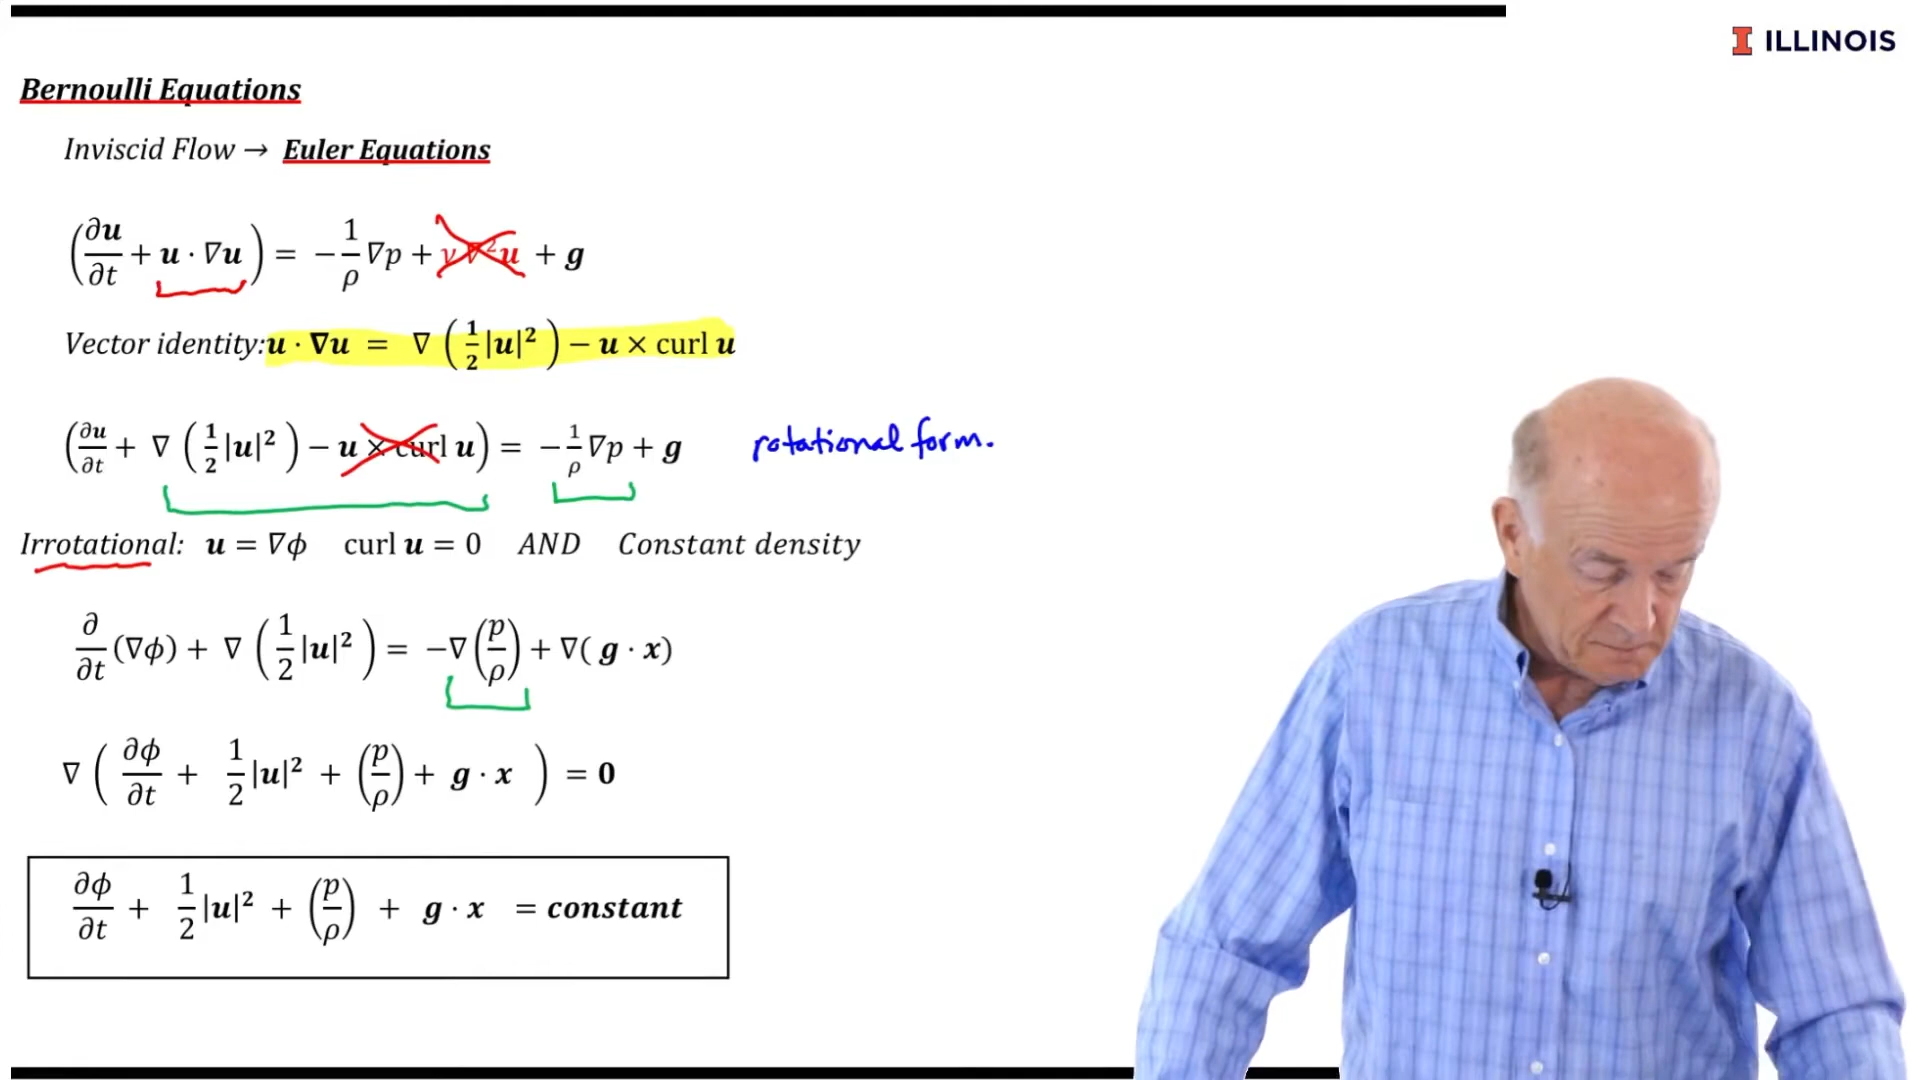 I ILLINOIS
Bernoulli Equations
Inviscid Flow → Euler Equations
(∂u/∂t + u · ∇u) = −1/ρ ∇p + ν∇²u + g
Vector identity: u · ∇u = ∇(1/2|u|²) − u × curl u
(∂u/∂t + ∇(1/2|u|²) − u × curl u) = −1/ρ ∇p + g rotational form.
Irrotational: u = ∇ϕ curl u = 0 AND Constant density
∂/∂t(∇ϕ) + ∇(1/2|u|²) = −∇(p/ρ) + ∇(g · x)
∇(∂ϕ/∂t + 1/2|u|² + (p/ρ) + g · x) = 0
∂ϕ/∂t + 1/2|u|² + (p/ρ) + g · x = constant